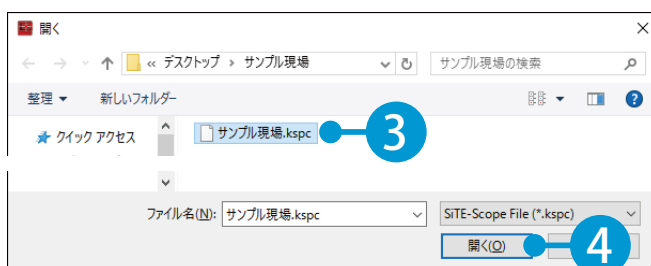 開く
« デスクトップ › サンプル現場
サンプル現場の検索
整理 ▼ 新しいフォルダー
クイック アクセス
サンプル現場.kspc
3
ファイル名(N): サンプル現場.kspc
SiTE-Scope File (*.kspc)
開く(O)
4